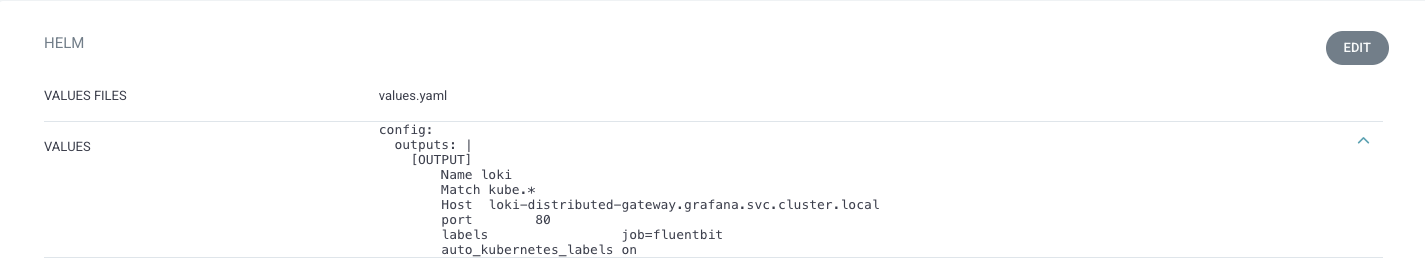 HELM
EDIT
VALUES FILES
values.yaml
VALUES
config:
  outputs: |
    [OUTPUT]
        Name loki
        Match kube.*
        Host  loki-distributed-gateway.grafana.svc.cluster.local
        port        80
        labels                 job=fluentbit
        auto_kubernetes_labels on